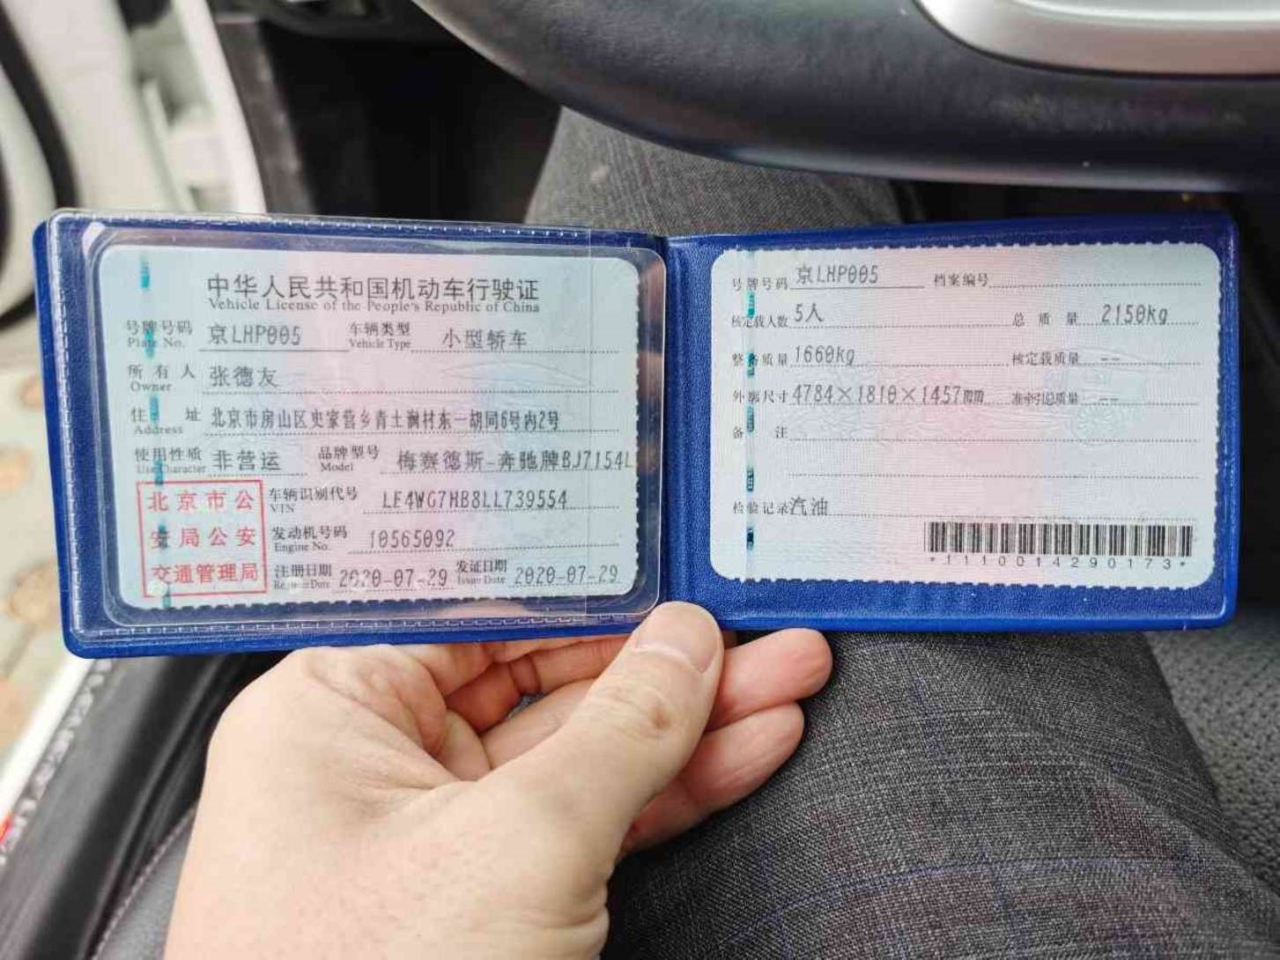 中华人民共和国机动车行驶证
Vehicle License of the People's Republic of China
号牌号码 京LHP005 车辆类型 小型轿车
Plate No. Vehicle Type
所有人 张德友
Owner
住址 北京市房山区史家营乡青土涧村东一胡同6号内2号
Address
使用性质 非营运 品牌型号 梅赛德斯-奔驰牌BJ7154L
Use Character Model
北京市公
安局公安
交通管理局
车辆识别代号 LE4WG7HB8LL739554
VIN
发动机号码 10565092
Engine No.
注册日期 2020-07-29 发证日期 2020-07-29
Register Date Issue Date
号牌号码 京LHP005 档案编号
核定载人数 5人 总质量 2150kg
整备质量 1660kg 核定载质量 --
外廓尺寸 4784×1810×1457mm 准牵引总质量 --
备注
检验记录 汽油
*1110014290173*